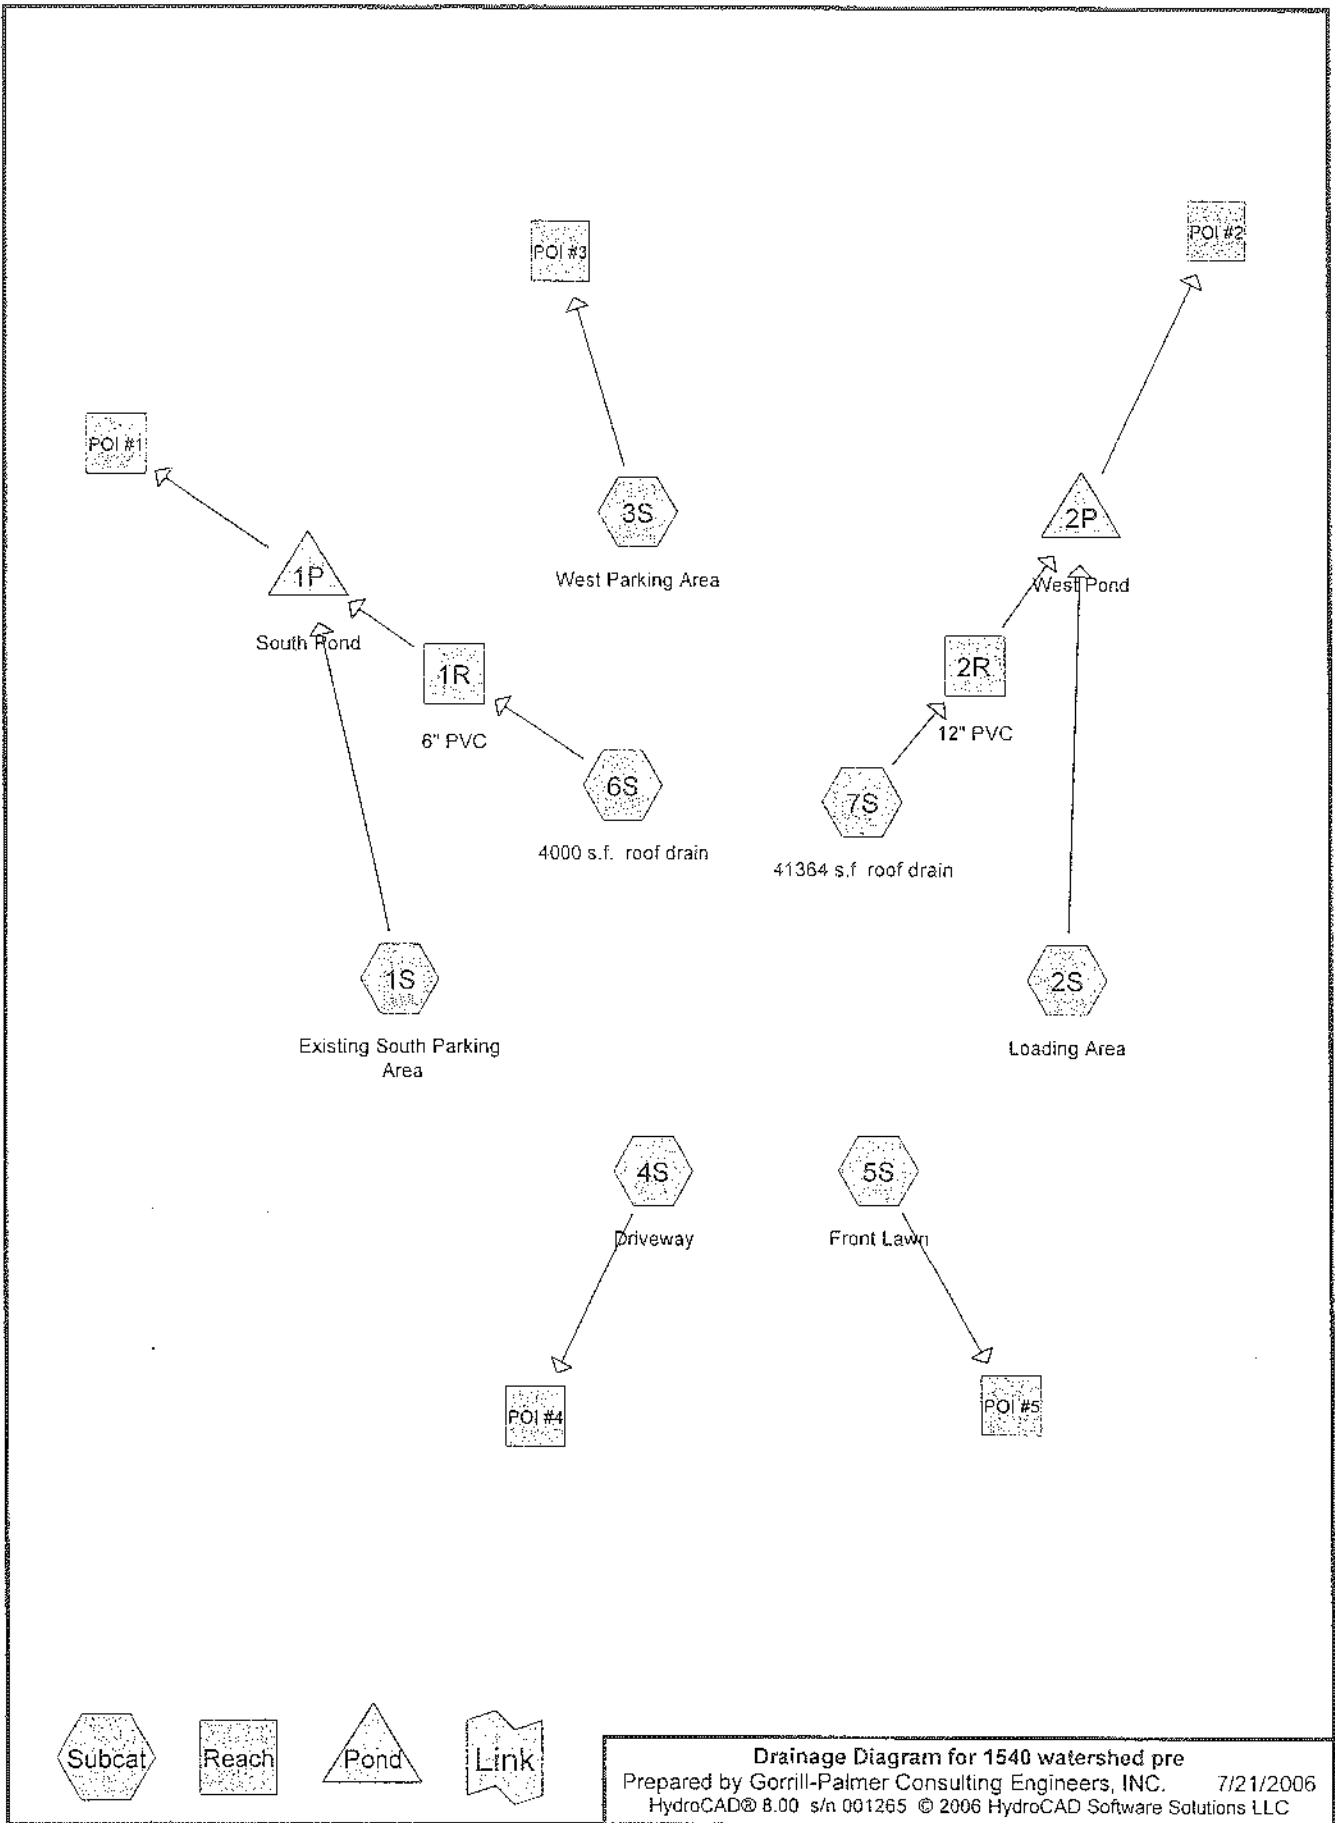 POI #2
POI #3
POI #1
3S
West Parking Area
2P
West Pond
1P
South Pond
1R
6" PVC
2R
12" PVC
6S
4000 s.f. roof drain
7S
41364 s.f roof drain
1S
Existing South Parking
Area
2S
Loading Area
4S
Driveway
5S
Front Lawn
POI #4
POI #5
Subcat
Reach
Pond
Link
Drainage Diagram for 1540 watershed pre
Prepared by Gorrill-Palmer Consulting Engineers, INC. 7/21/2006
HydroCAD® 8.00 s/n 001265 © 2006 HydroCAD Software Solutions LLC